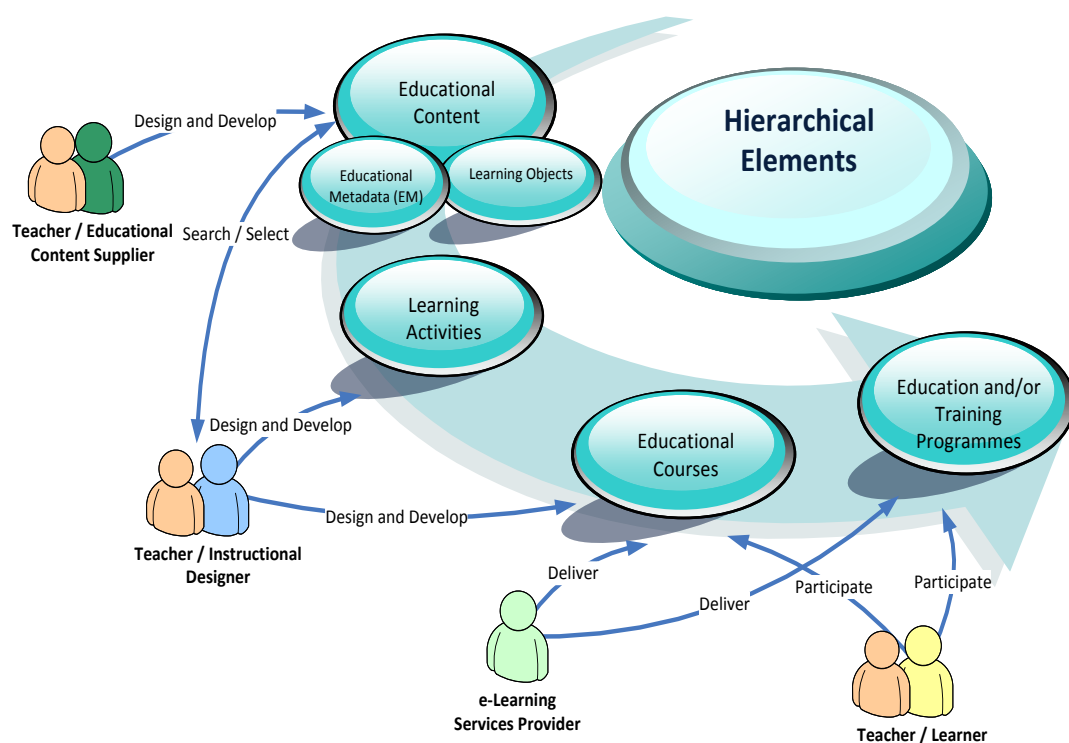 Hierarchical
Elements
Educational
Content
Educational
Metadata (EM)
Learning Objects
Design and Develop
Teacher / Educational
Content Supplier
Search / Select
Learning
Activities
Design and Develop
Education and/or
Training
Programmes
Educational
Courses
Design and Develop
Teacher / Instructional
Designer
Deliver
Deliver
Participate
Participate
e-Learning
Services Provider
Teacher / Learner